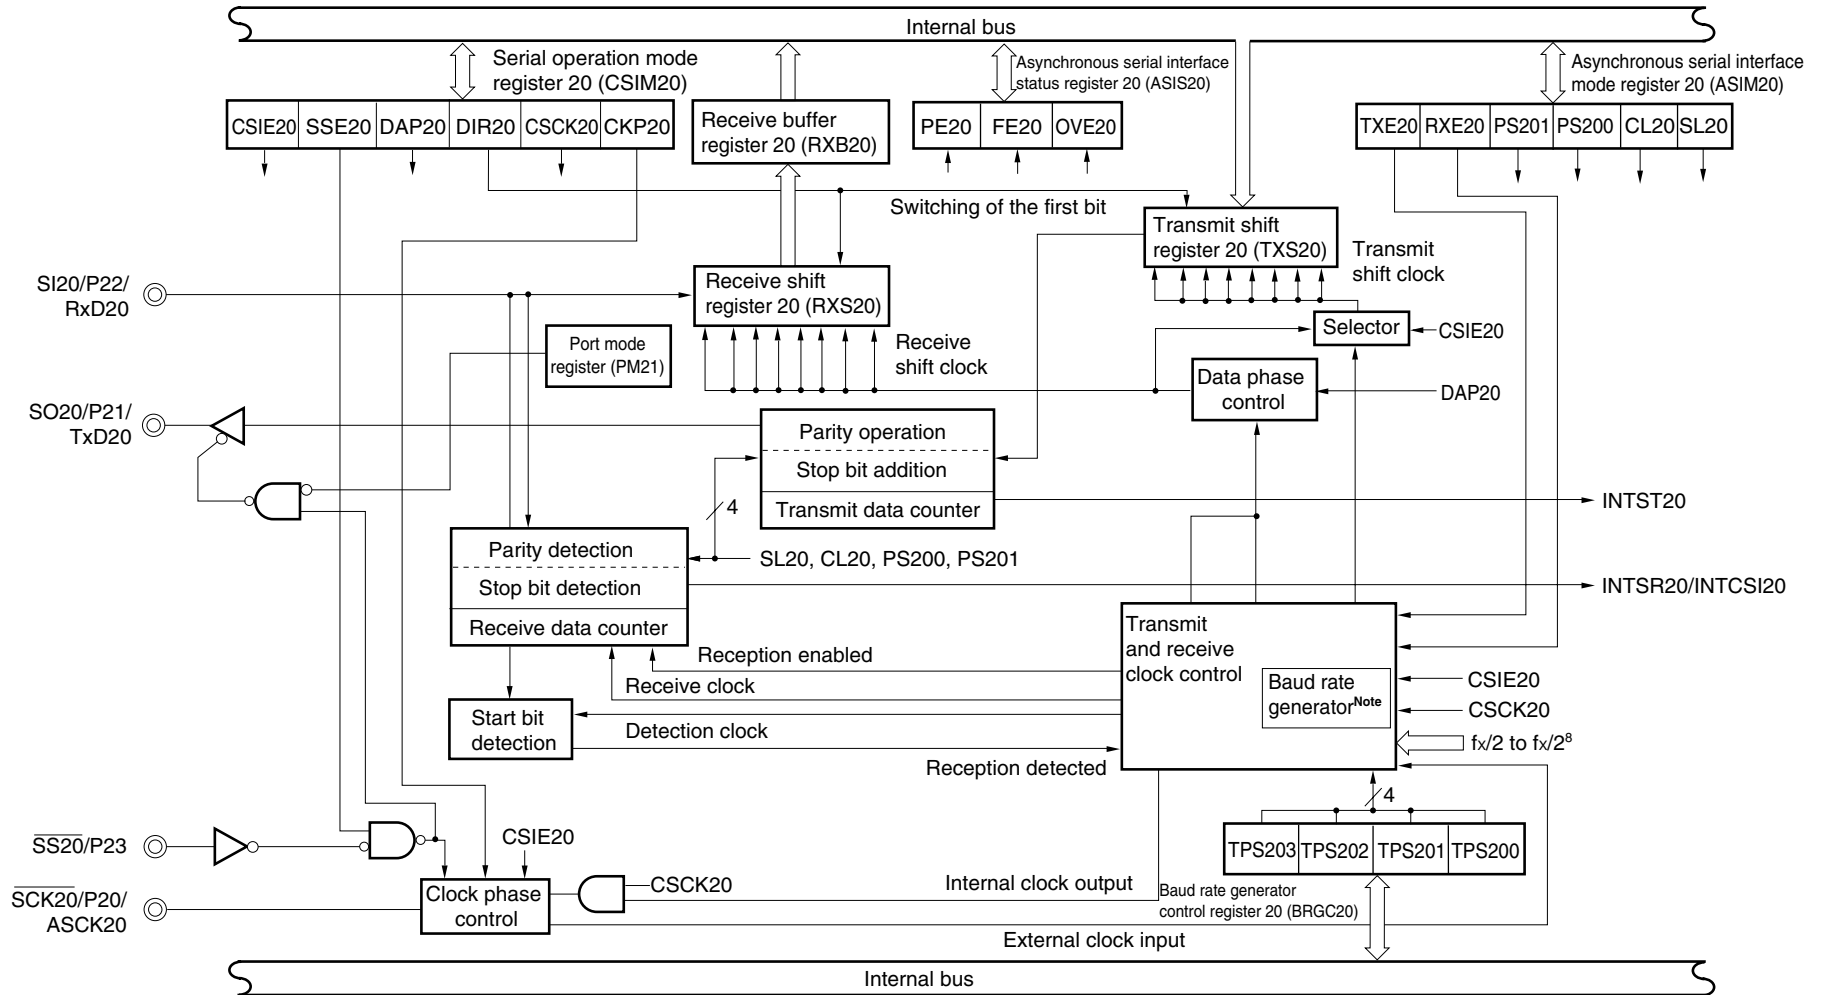 Internal bus
Serial operation mode
register 20 (CSIM20)
Asynchronous serial interface
status register 20 (ASIS20)
Asynchronous serial interface
mode register 20 (ASIM20)
CSIE20 SSE20 DAP20 DIR20 CSCK20 CKP20
Receive buffer
register 20 (RXB20)
PE20 FE20 OVE20
TXE20 RXE20 PS201 PS200 CL20 SL20
Switching of the first bit
Transmit shift
register 20 (TXS20)
Transmit
shift clock
SI20/P22/
RxD20
Receive shift
register 20 (RXS20)
Selector
CSIE20
Port mode
register (PM21)
Receive
shift clock
Data phase
control
DAP20
SO20/P21/
TxD20
Parity operation
Stop bit addition
Transmit data counter
4
INTST20
Parity detection
Stop bit detection
Receive data counter
SL20, CL20, PS200, PS201
INTSR20/INTCSI20
Transmit
and receive
clock control
Baud rate
generatorNote
Reception enabled
Receive clock
CSIE20
CSCK20
fx/2 to fx/2⁸
Start bit
detection
Detection clock
Reception detected
4
SS20/P23
CSIE20
TPS203 TPS202 TPS201 TPS200
SCK20/P20/
ASCK20
Clock phase
control
CSCK20
Internal clock output
Baud rate generator
control register 20 (BRGC20)
External clock input
Internal bus